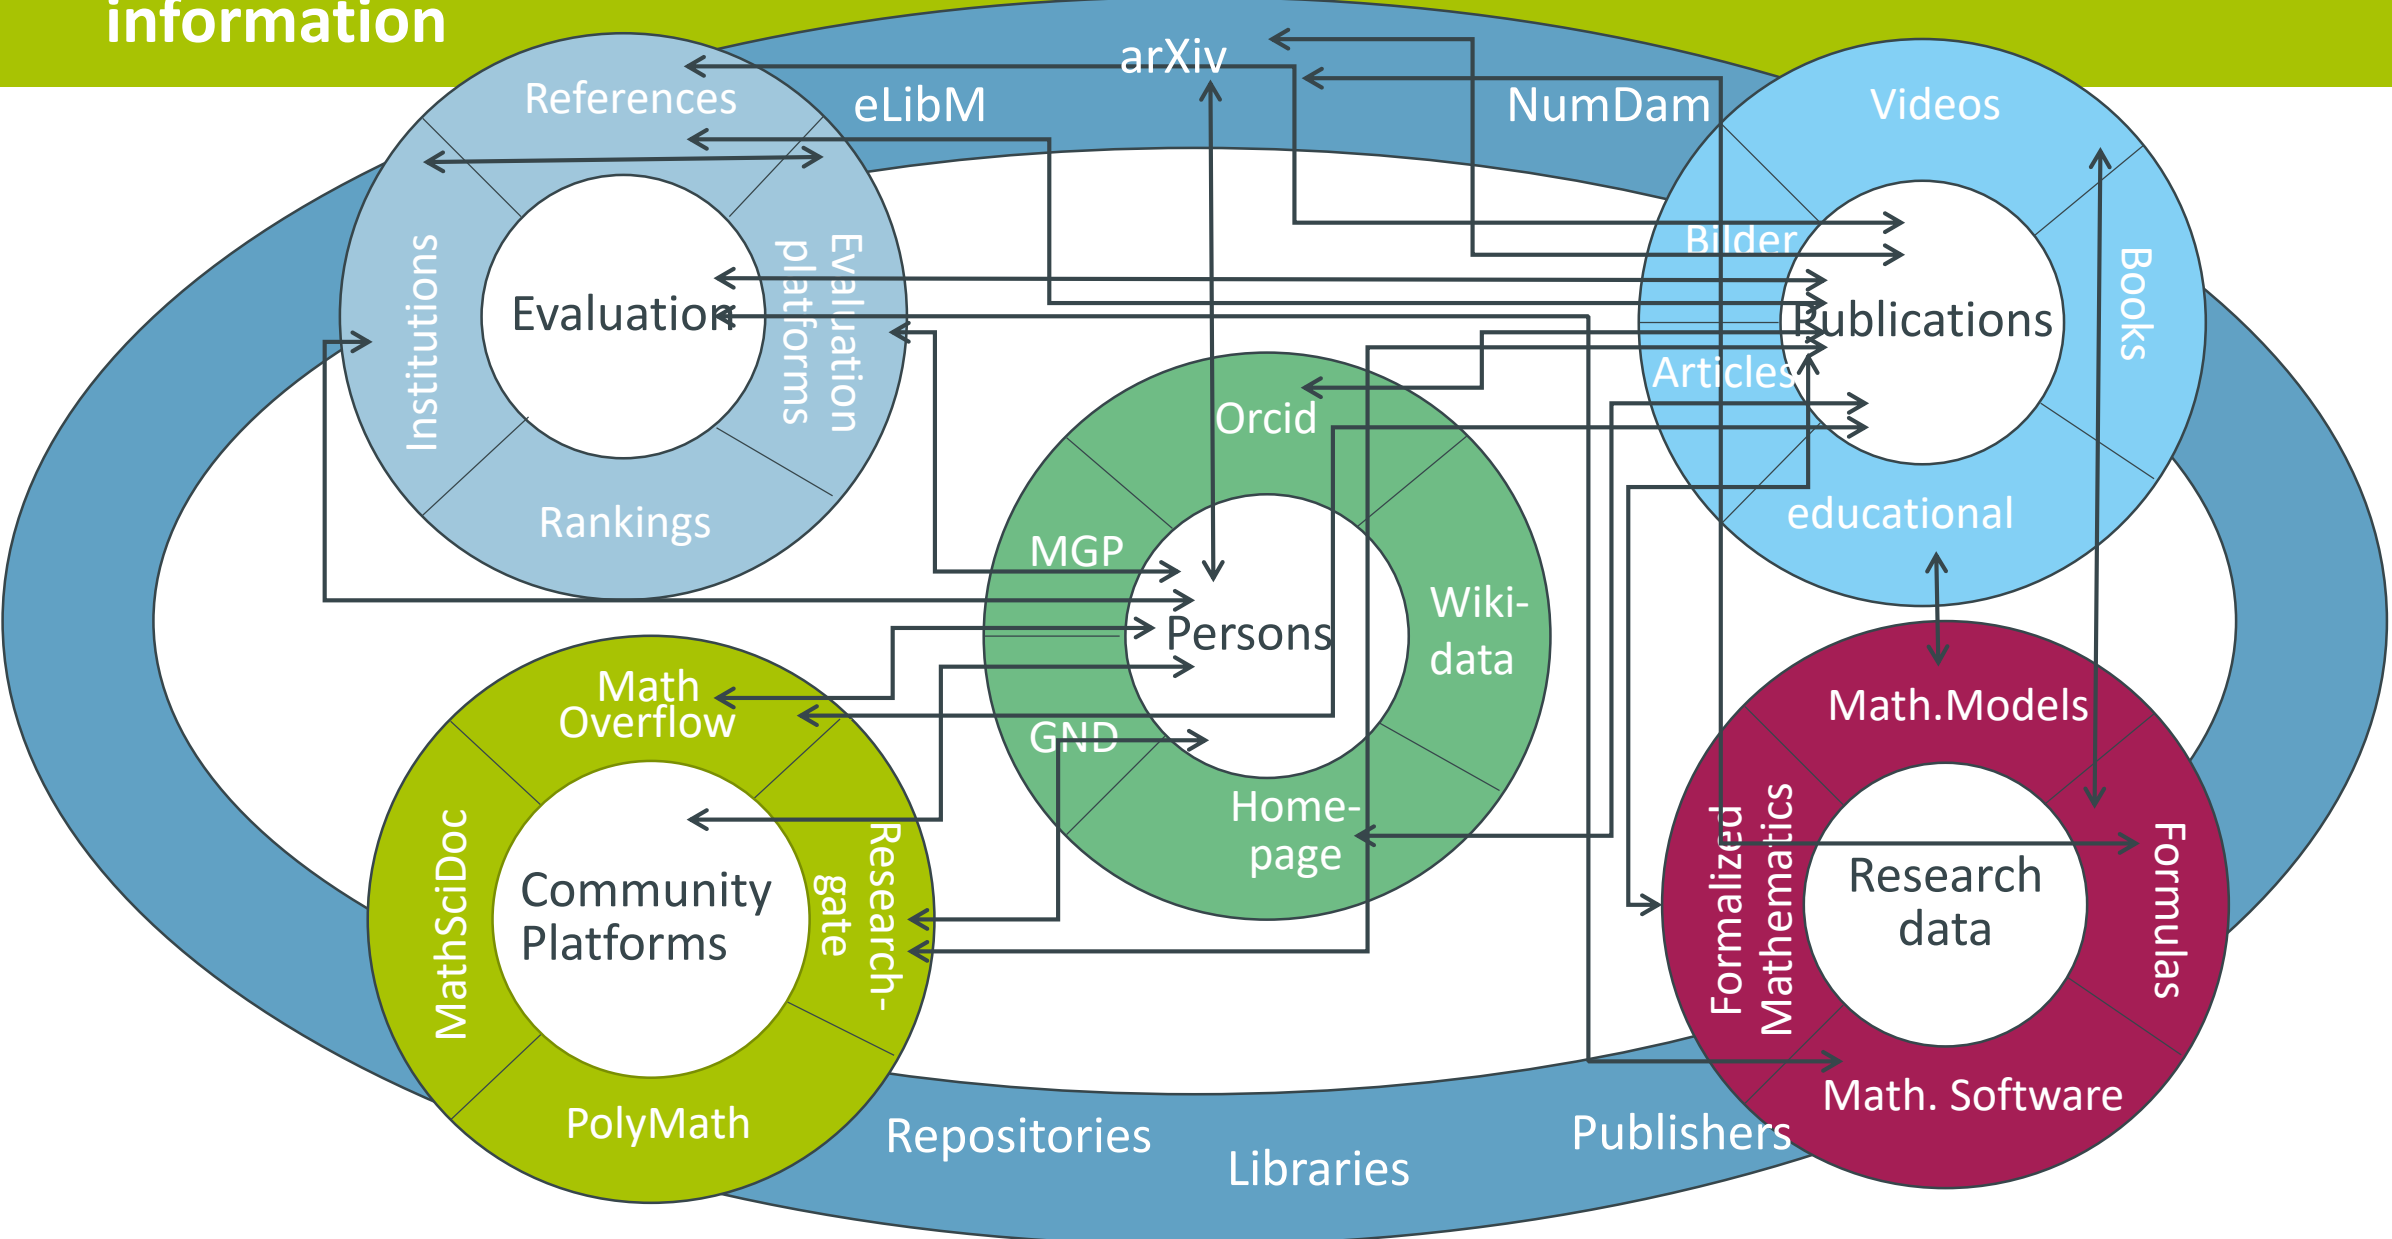 information
arXiv
eLibM
NumDam
References
Institutions
Evaluation
platforms
Rankings
Evaluation
Videos
Bilder
Books
Articles
educational
Publications
Orcid
MGP
Wiki-
data
GND
Home-
page
Persons
Math
Overflow
MathSciDoc
Research-
gate
PolyMath
Community
Platforms
Math.Models
Formalized
Mathematics
Formulas
Math. Software
Research
data
Repositories
Libraries
Publishers